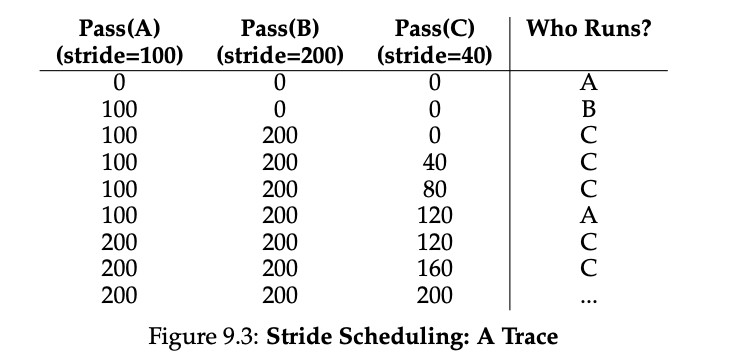 Pass(A) Pass(B) Pass(C) Who Runs?
(stride=100) (stride=200) (stride=40)
0 0 0 A
100 0 0 B
100 200 0 C
100 200 40 C
100 200 80 C
100 200 120 A
200 200 120 C
200 200 160 C
200 200 200 ...
Figure 9.3: Stride Scheduling: A Trace